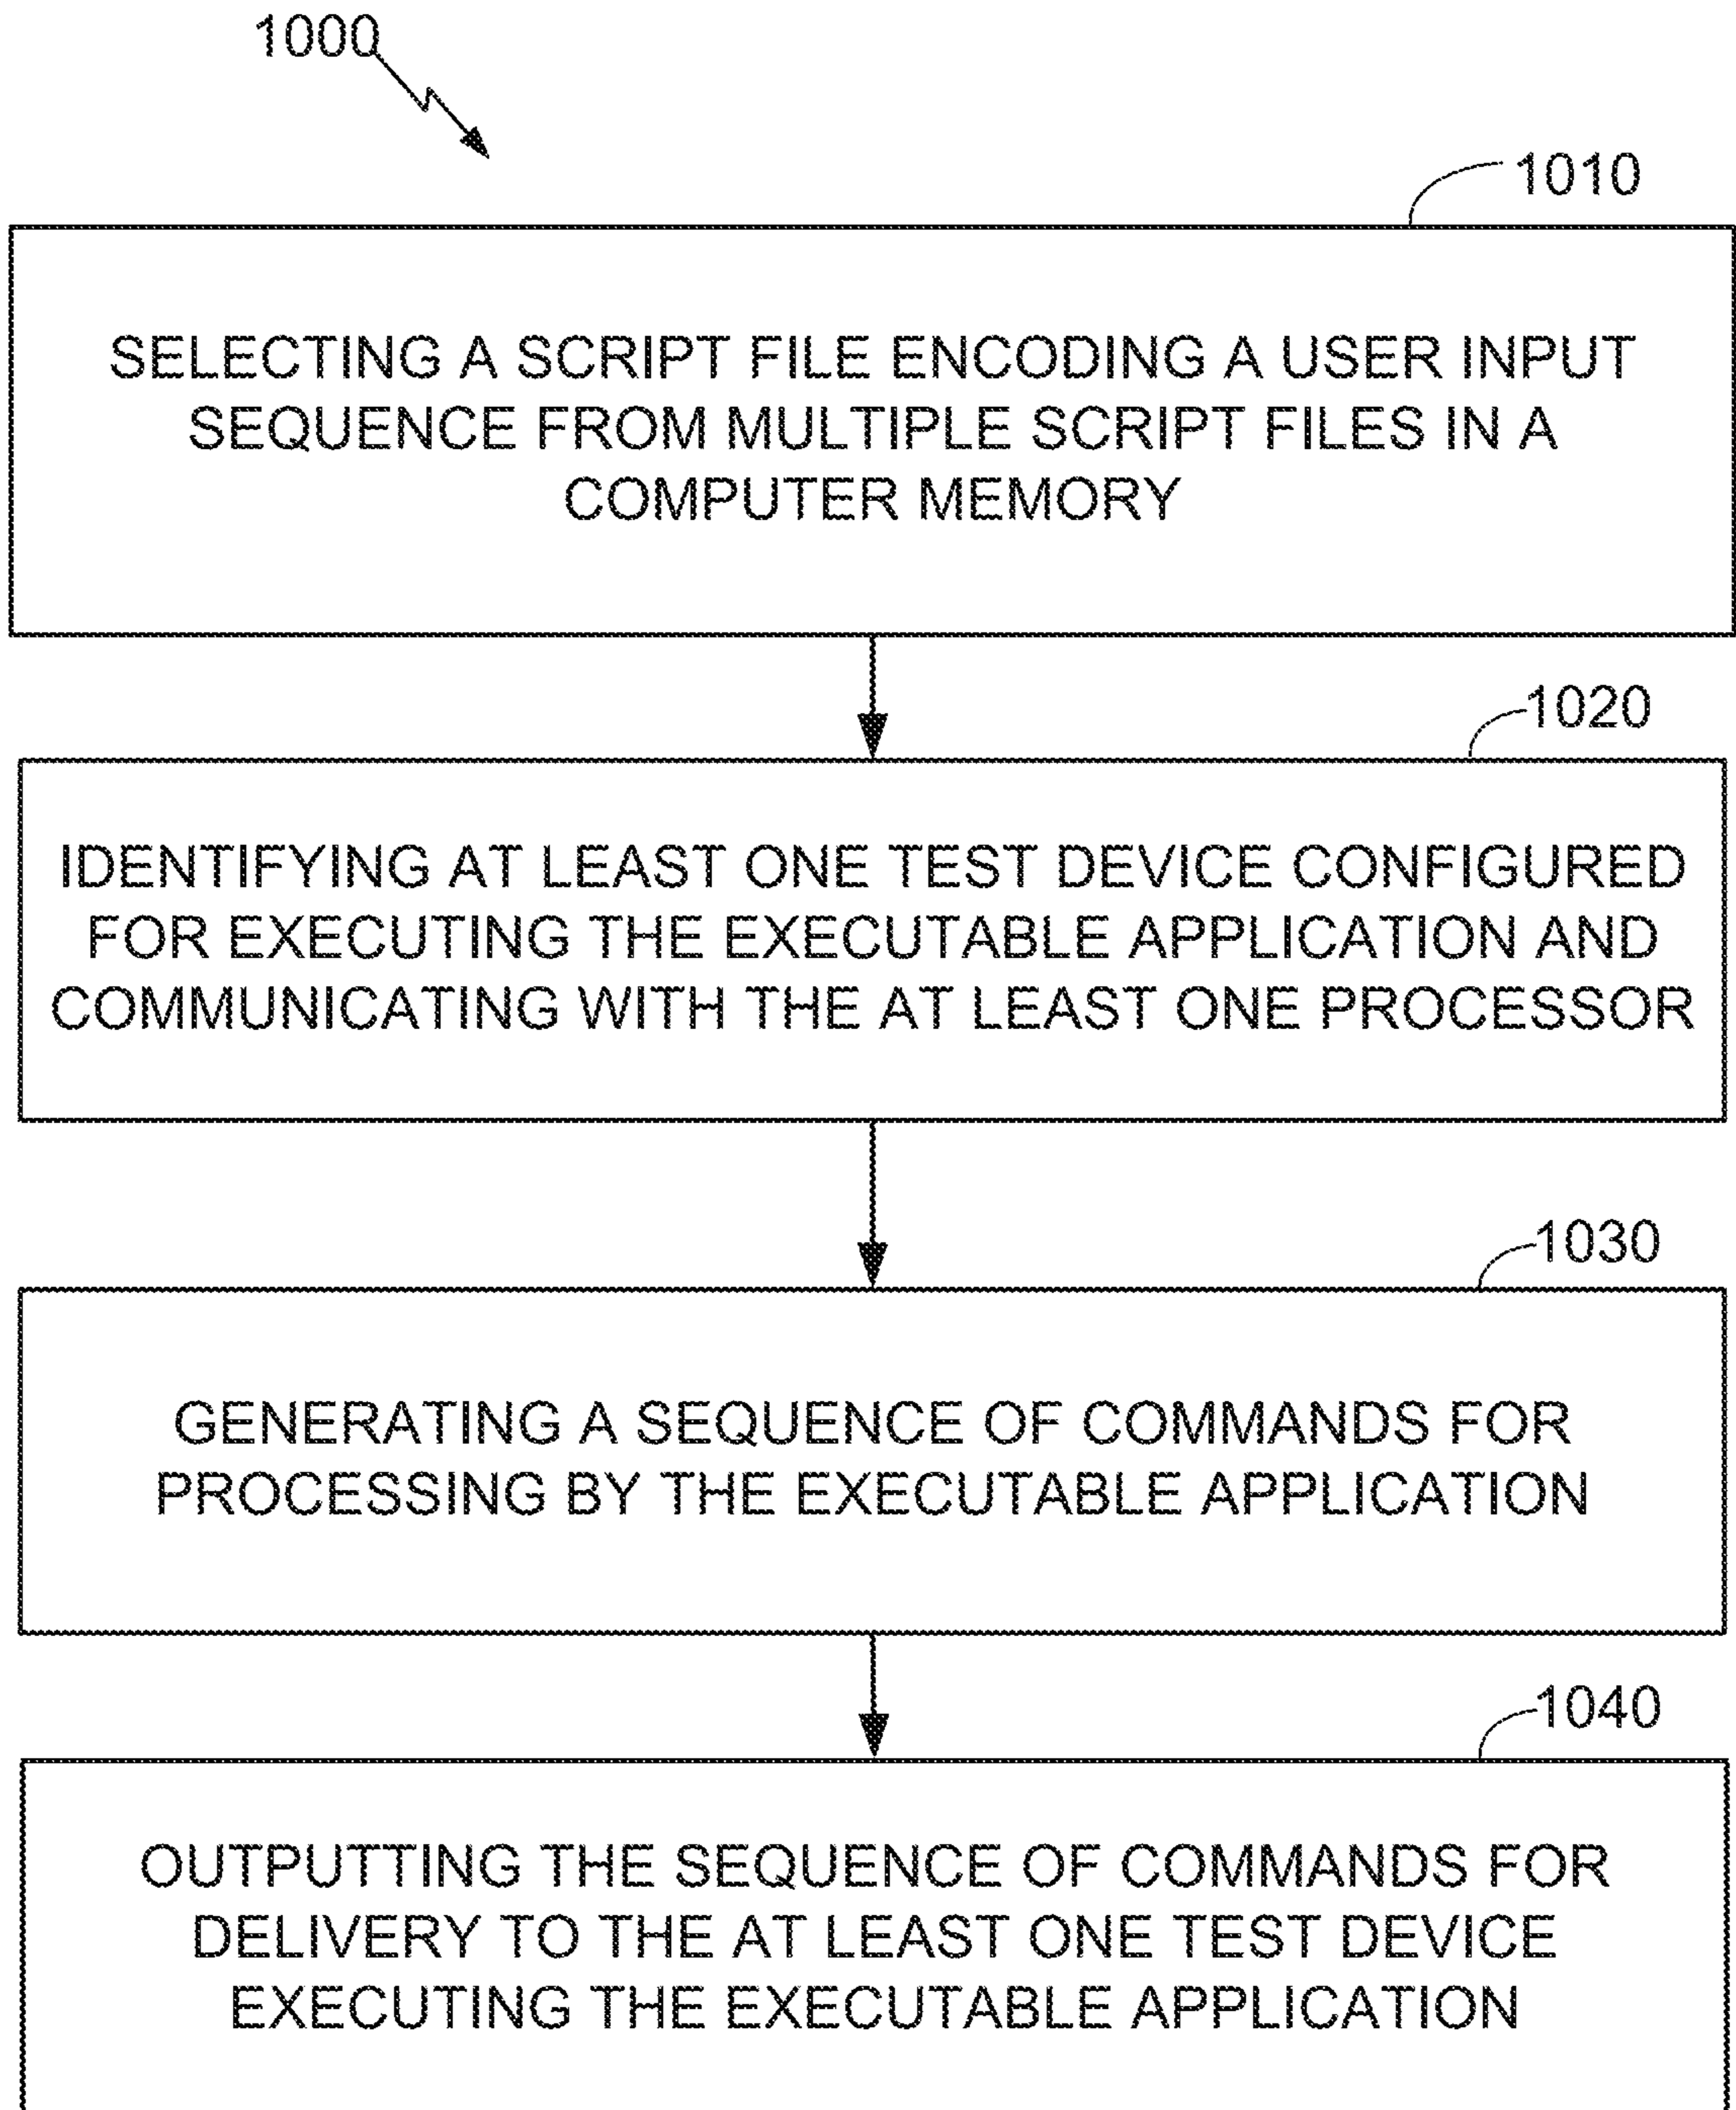 1000
1010
SELECTING A SCRIPT FILE ENCODING A USER INPUT
SEQUENCE FROM MULTIPLE SCRIPT FILES IN A
COMPUTER MEMORY
1020
IDENTIFYING AT LEAST ONE TEST DEVICE CONFIGURED
FOR EXECUTING THE EXECUTABLE APPLICATION AND
COMMUNICATING WITH THE AT LEAST ONE PROCESSOR
1030
GENERATING A SEQUENCE OF COMMANDS FOR
PROCESSING BY THE EXECUTABLE APPLICATION
1040
OUTPUTTING THE SEQUENCE OF COMMANDS FOR
DELIVERY TO THE AT LEAST ONE TEST DEVICE
EXECUTING THE EXECUTABLE APPLICATION